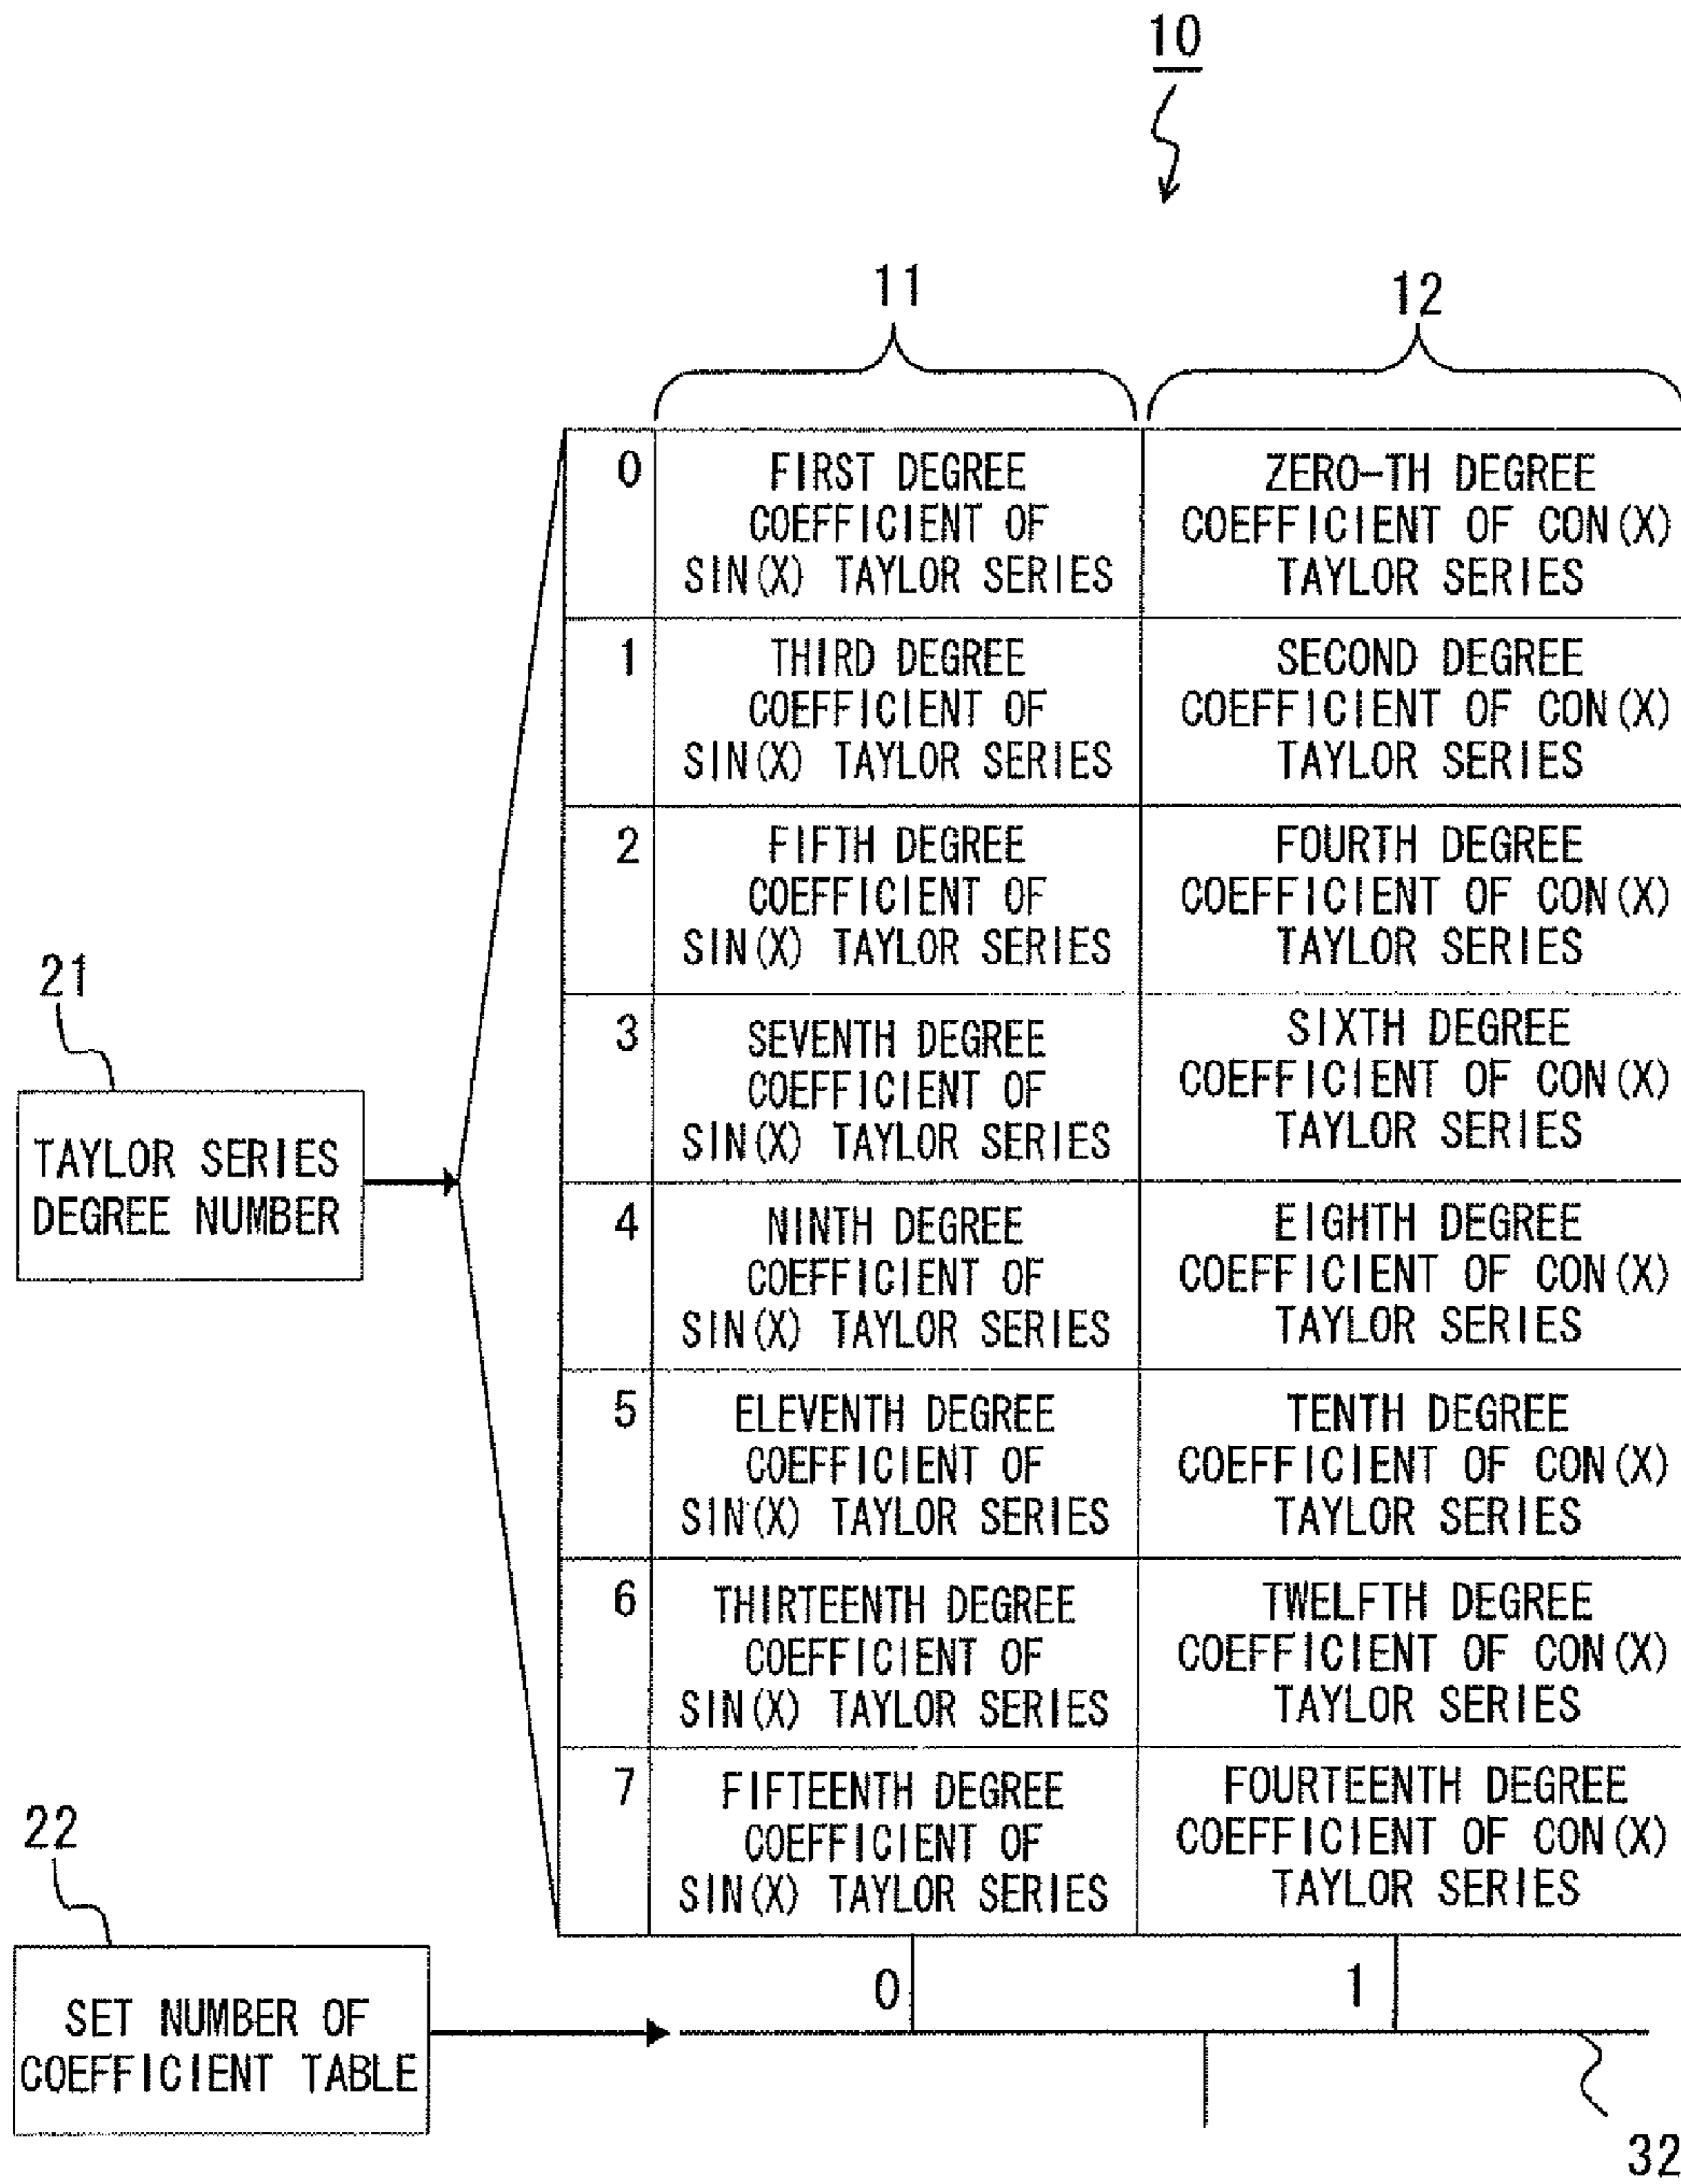 10
11
12
0
FIRST DEGREE
COEFFICIENT OF
SIN(X) TAYLOR SERIES
ZERO-TH DEGREE
COEFFICIENT OF CON(X)
TAYLOR SERIES
1
THIRD DEGREE
COEFFICIENT OF
SIN(X) TAYLOR SERIES
SECOND DEGREE
COEFFICIENT OF CON(X)
TAYLOR SERIES
2
FIFTH DEGREE
COEFFICIENT OF
SIN(X) TAYLOR SERIES
FOURTH DEGREE
COEFFICIENT OF CON(X)
TAYLOR SERIES
3
SEVENTH DEGREE
COEFFICIENT OF
SIN(X) TAYLOR SERIES
SIXTH DEGREE
COEFFICIENT OF CON(X)
TAYLOR SERIES
4
NINTH DEGREE
COEFFICIENT OF
SIN(X) TAYLOR SERIES
EIGHTH DEGREE
COEFFICIENT OF CON(X)
TAYLOR SERIES
5
ELEVENTH DEGREE
COEFFICIENT OF
SIN(X) TAYLOR SERIES
TENTH DEGREE
COEFFICIENT OF CON(X)
TAYLOR SERIES
6
THIRTEENTH DEGREE
COEFFICIENT OF
SIN(X) TAYLOR SERIES
TWELFTH DEGREE
COEFFICIENT OF CON(X)
TAYLOR SERIES
7
FIFTEENTH DEGREE
COEFFICIENT OF
SIN(X) TAYLOR SERIES
FOURTEENTH DEGREE
COEFFICIENT OF CON(X)
TAYLOR SERIES
21
TAYLOR SERIES
DEGREE NUMBER
22
SET NUMBER OF
COEFFICIENT TABLE
0
1
32